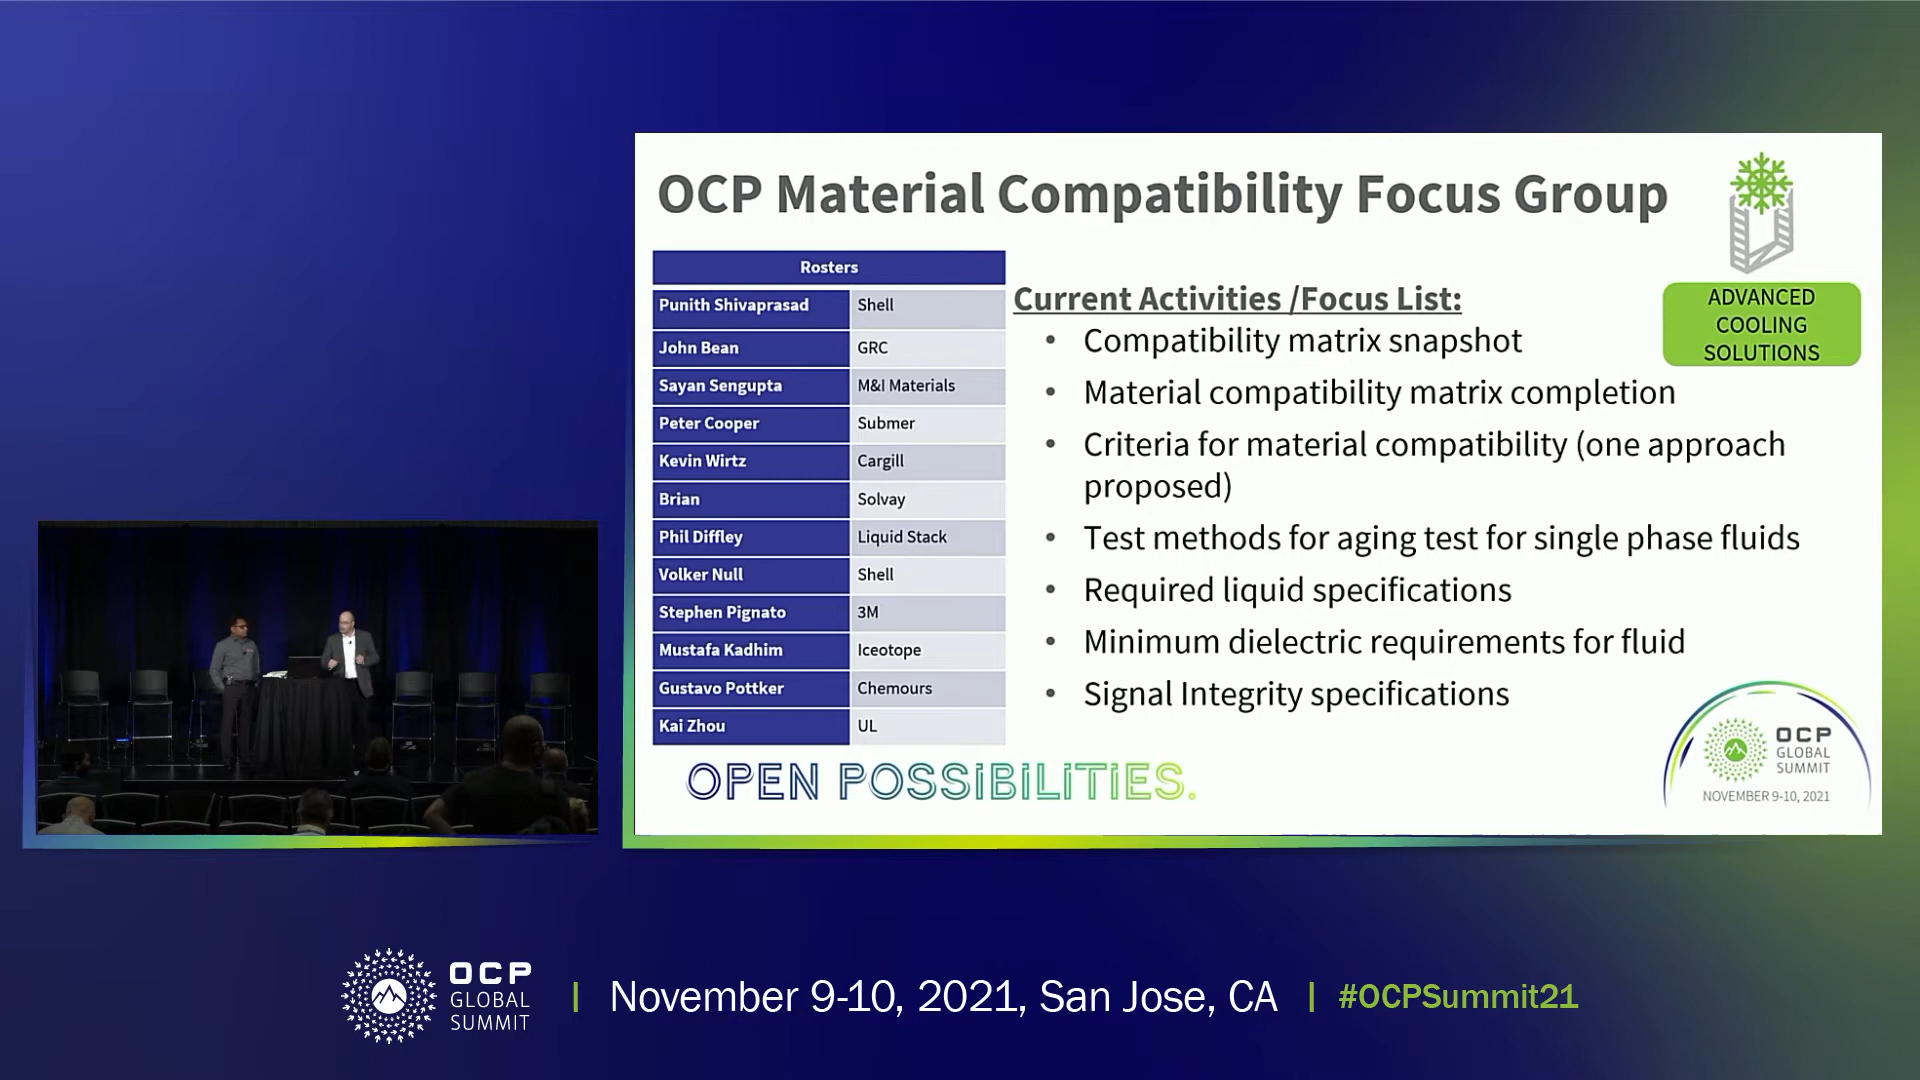 OCP Material Compatibility Focus Group
Rosters
Punith Shivaprasad Shell
John Bean GRC
Sayan Sengupta M&I Materials
Peter Cooper Submer
Kevin Wirtz Cargill
Brian Solvay
Phil Diffley Liquid Stack
Volker Null Shell
Stephen Pignato 3M
Mustafa Kadhim Iceotope
Gustavo Pottker Chemours
Kai Zhou UL
Current Activities /Focus List:
• Compatibility matrix snapshot
• Material compatibility matrix completion
• Criteria for material compatibility (one approach
proposed)
• Test methods for aging test for single phase fluids
• Required liquid specifications
• Minimum dielectric requirements for fluid
• Signal Integrity specifications
ADVANCED
COOLING
SOLUTIONS
OPEN POSSIBILITIES.
OCP
GLOBAL
SUMMIT
NOVEMBER 9-10, 2021
OCP
GLOBAL
SUMMIT
| November 9-10, 2021, San Jose, CA | #OCPSummit21